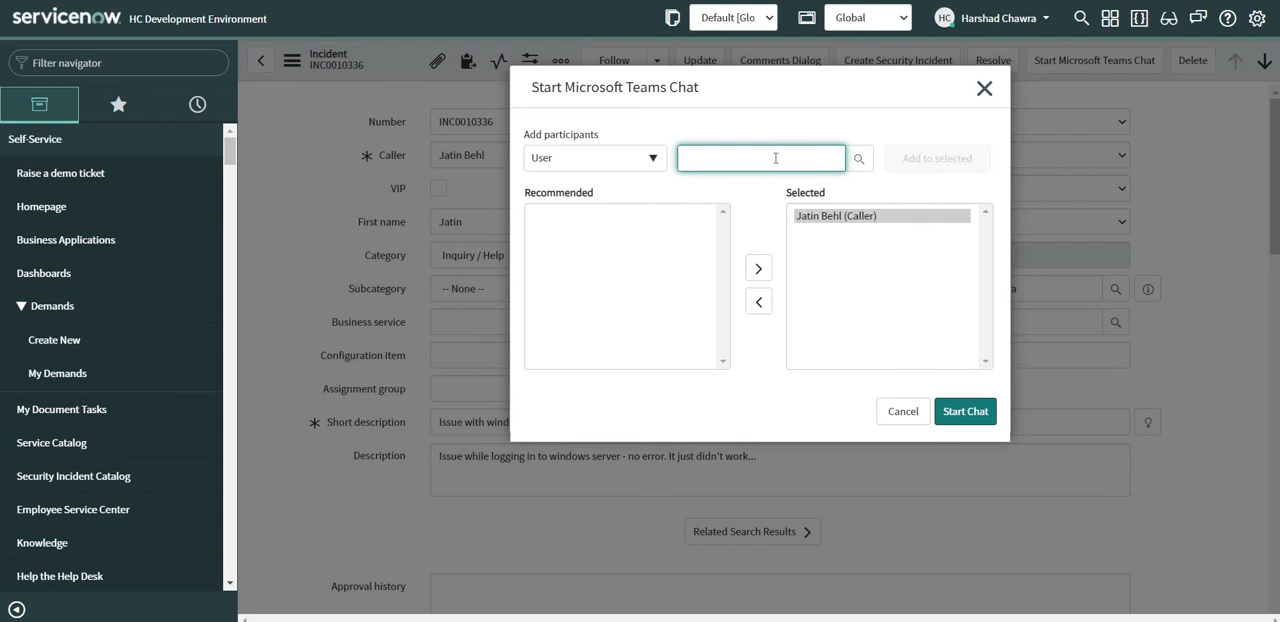 servicenow HC Development Environment
Default [Glo
Global
HC Harshad Chawra
Filter navigator
Incident
INC0010336
Follow Update Comments Dialog Create Security Incident Resolve Start Microsoft Teams Chat Delete
Self-Service
Raise a demo ticket
Homepage
Business Applications
Dashboards
Demands
Create New
My Demands
My Document Tasks
Service Catalog
Security Incident Catalog
Employee Service Center
Knowledge
Help the Help Desk
Number INC0010336
Caller Jatin Behl
VIP
First name Jatin
Category Inquiry / Help
Subcategory -- None --
Business service
Configuration item
Assignment group
Short description Issue with
Description Issue while logging in to windows server - no error. It just didn't work...
Related Search Results
Approval history
Start Microsoft Teams Chat
Add participants
User
Add to selected
Recommended
Selected
Jatin Behl (Caller)
Cancel
Start Chat